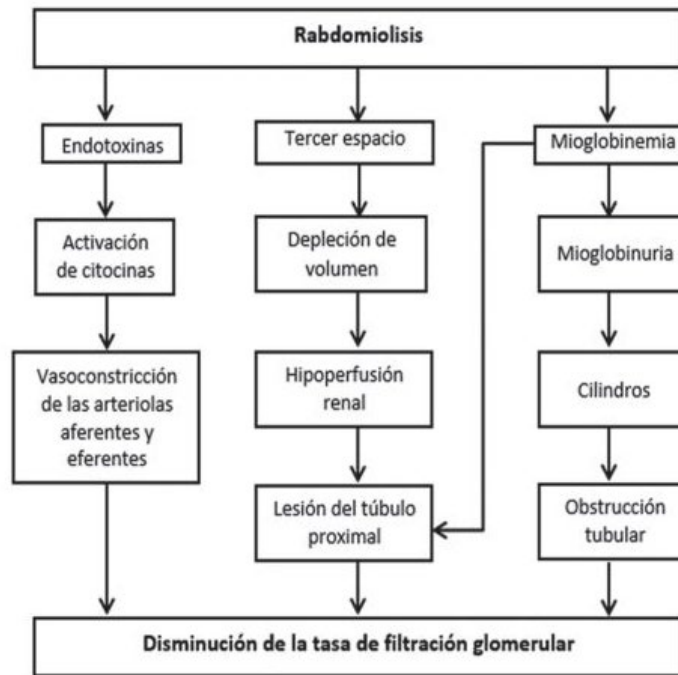 Rabdomiolisis
Endotoxinas
Activación
de citocinas
Vasoconstricción
de las arteriolas
aferentes y
eferentes
Tercer espacio
Depleción de
volumen
Hipoperfusión
renal
Lesión del túbulo
proximal
Mioglobinemia
Mioglobinuria
Cilindros
Obstrucción
tubular
Disminución de la tasa de filtración glomerular